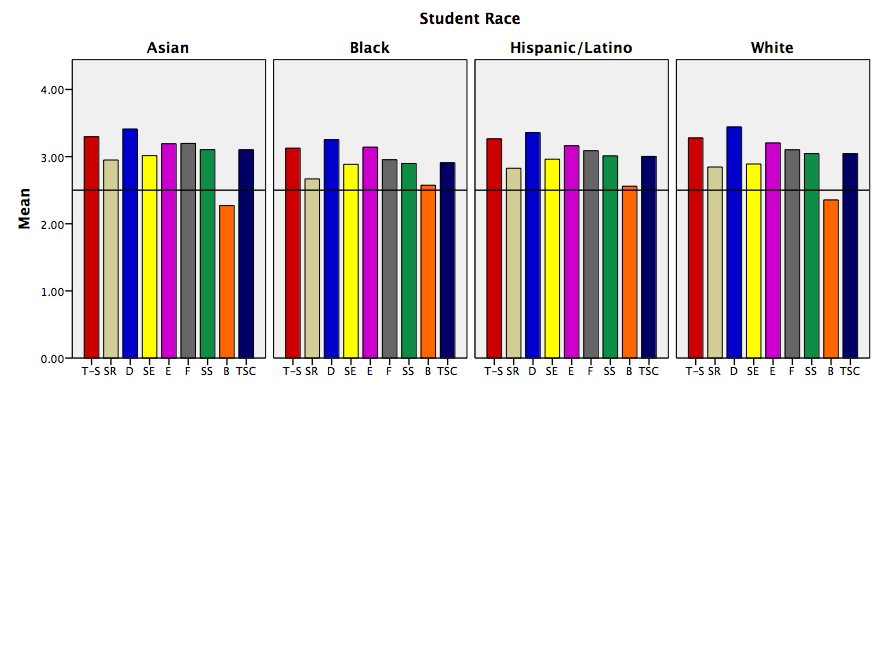 Student Race
Asian Black Hispanic/Latino White
4.00
3.00
2.00
1.00
0.00
Mean
T-S SR D SE E F SS B TSC T-S SR D SE E F SS B TSC T-S SR D SE E F SS B TSC T-S SR D SE E F SS B TSC